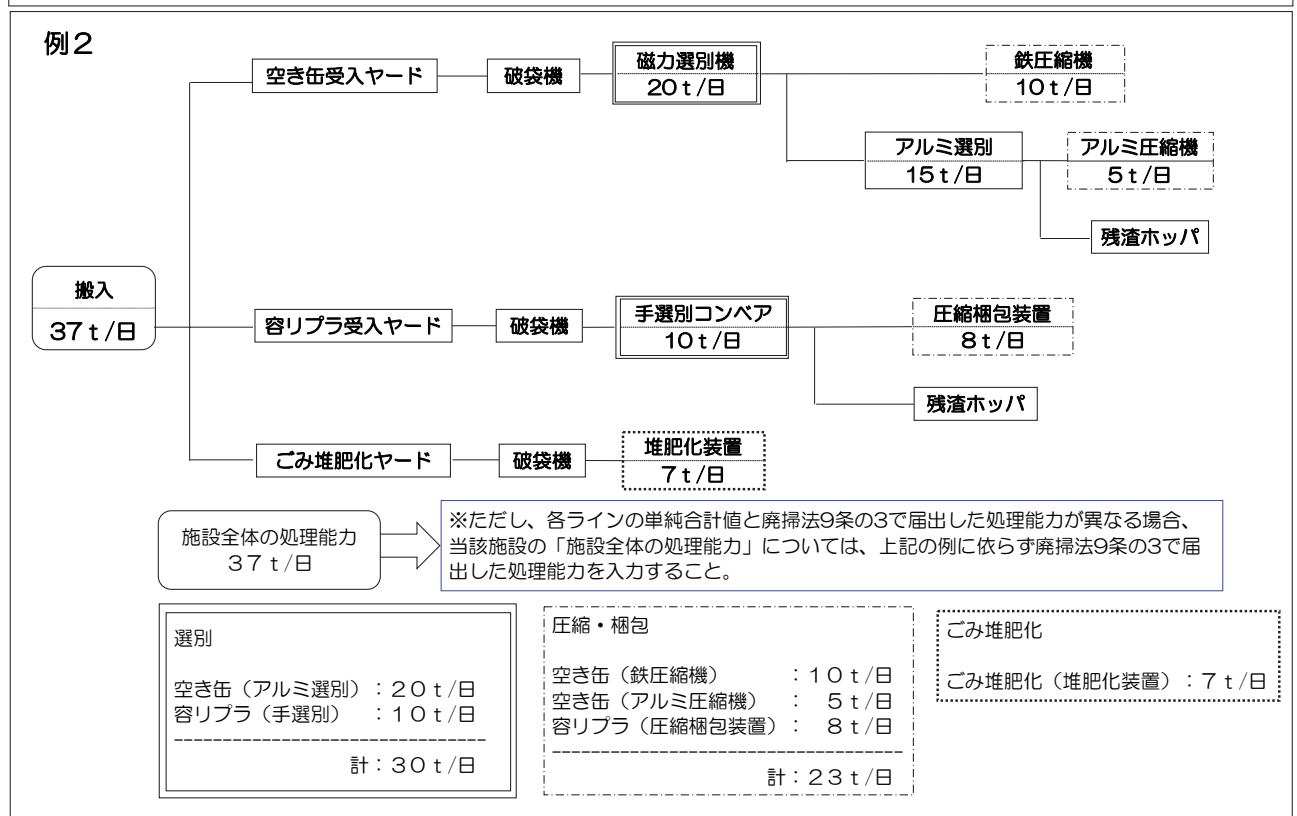 例2
空き缶受入ヤード
破袋機
磁力選別機
20t/日
鉄圧縮機
10t/日
アルミ選別
15t/日
アルミ圧縮機
5t/日
残渣ホッパ
搬入
37t/日
容リプラ受入ヤード
破袋機
手選別コンベア
10t/日
圧縮梱包装置
8t/日
残渣ホッパ
ごみ堆肥化ヤード
破袋機
堆肥化装置
7t/日
施設全体の処理能力
37t/日
※ただし、各ラインの単純合計値と廃掃法9条の3で届出した処理能力が異なる場合、
当該施設の「施設全体の処理能力」については、上記の例に依らず廃掃法9条の3で届
出した処理能力を入力すること。
選別
空き缶(アルミ選別):20t/日
容リプラ(手選別) :10t/日
--------------------------------
計:30t/日
圧縮・梱包
空き缶(鉄圧縮機) :10t/日
空き缶(アルミ圧縮機) : 5t/日
容リプラ(圧縮梱包装置): 8t/日
------------------------------------
計:23t/日
ごみ堆肥化
ごみ堆肥化(堆肥化装置):7t/日